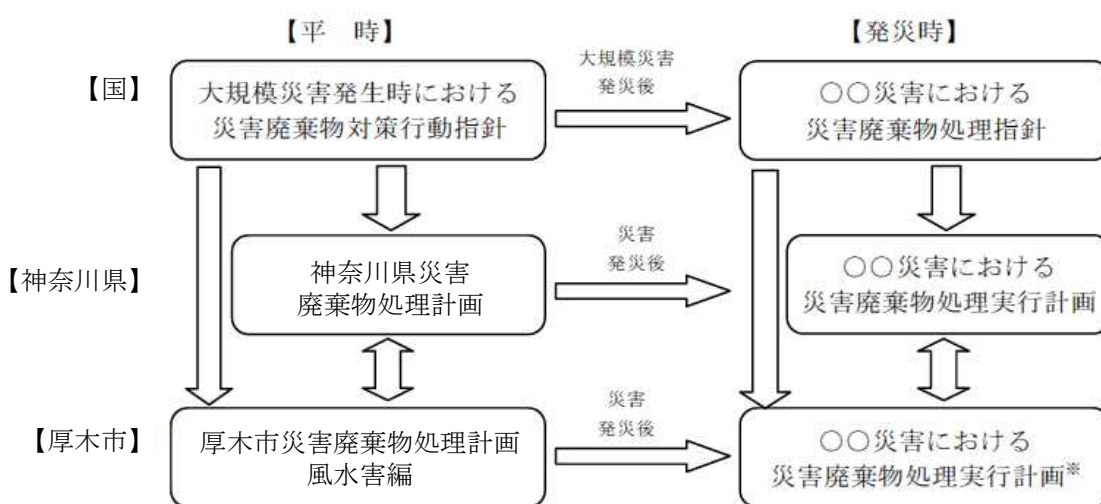 【平　時】
【発災時】
【国】
大規模災害発生時における
災害廃棄物対策行動指針
大規模災害
発災後
〇〇災害における
災害廃棄物処理指針
【神奈川県】
神奈川県災害
廃棄物処理計画
災害
発災後
〇〇災害における
災害廃棄物処理実行計画
【厚木市】
厚木市災害廃棄物処理計画
風水害編
災害
発災後
〇〇災害における
災害廃棄物処理実行計画※